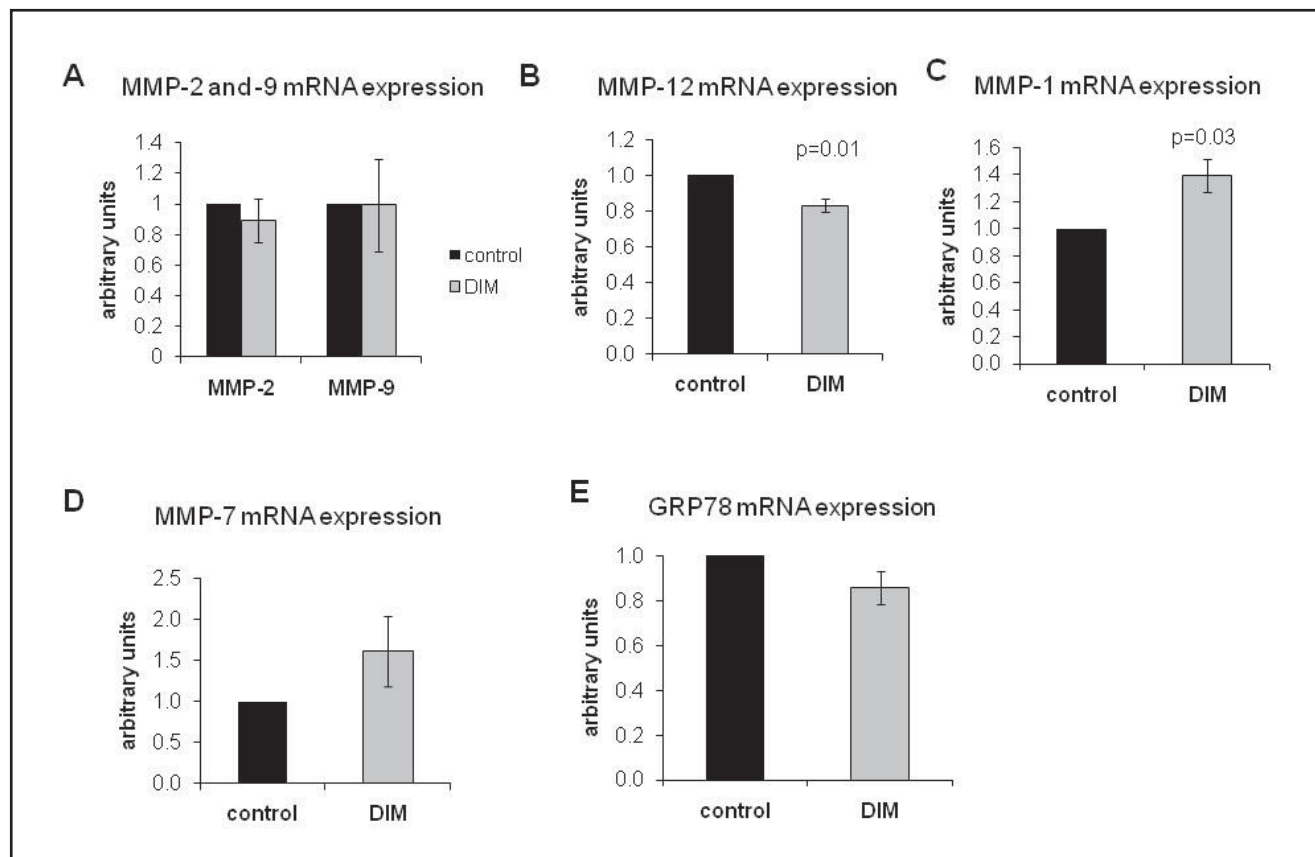 A
MMP-2 and -9 mRNA expression
arbitrary units
1.4
1.2
1
0.8
0.6
0.4
0.2
0
MMP-2
MMP-9
control
DIM
B
MMP-12 mRNA expression
arbitrary units
1.2
1.0
0.8
0.6
0.4
0.2
0.0
p=0.01
control
DIM
C
MMP-1 mRNA expression
arbitrary units
1.6
1.4
1.2
1.0
0.8
0.6
0.4
0.2
0.0
p=0.03
control
DIM
D
MMP-7 mRNA expression
arbitrary units
2.5
2.0
1.5
1.0
0.5
0.0
control
DIM
E
GRP78 mRNA expression
arbitrary units
1.0
0.8
0.6
0.4
0.2
0.0
control
DIM